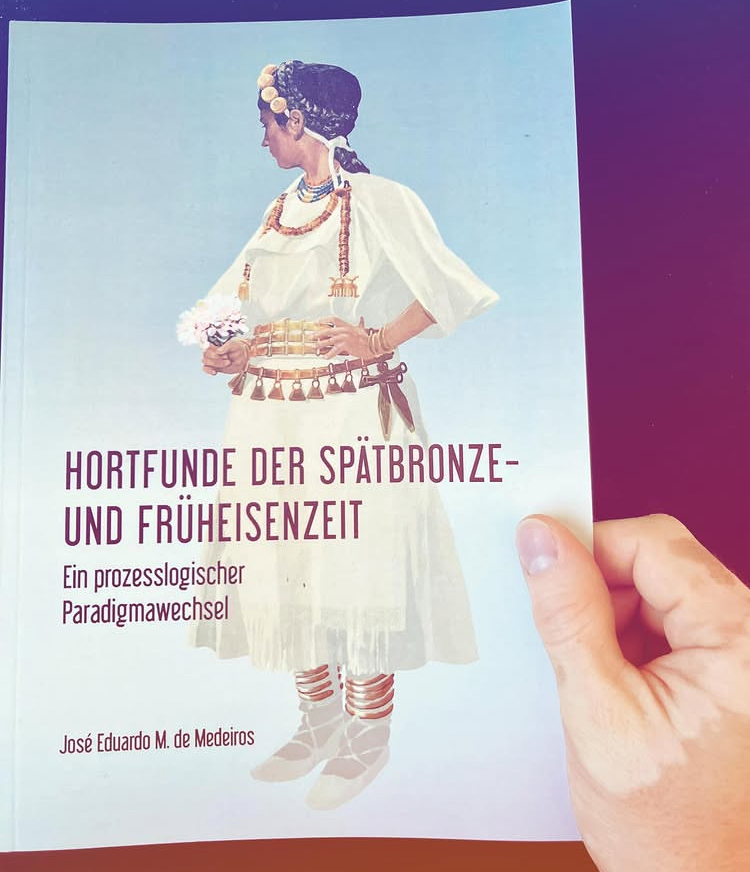 HORTFUNDE DER SPÄTBRONZE-
UND FRÜHEISENZEIT
Ein prozesslogischer
Paradigmawechsel
José Eduardo M. de Medeiros